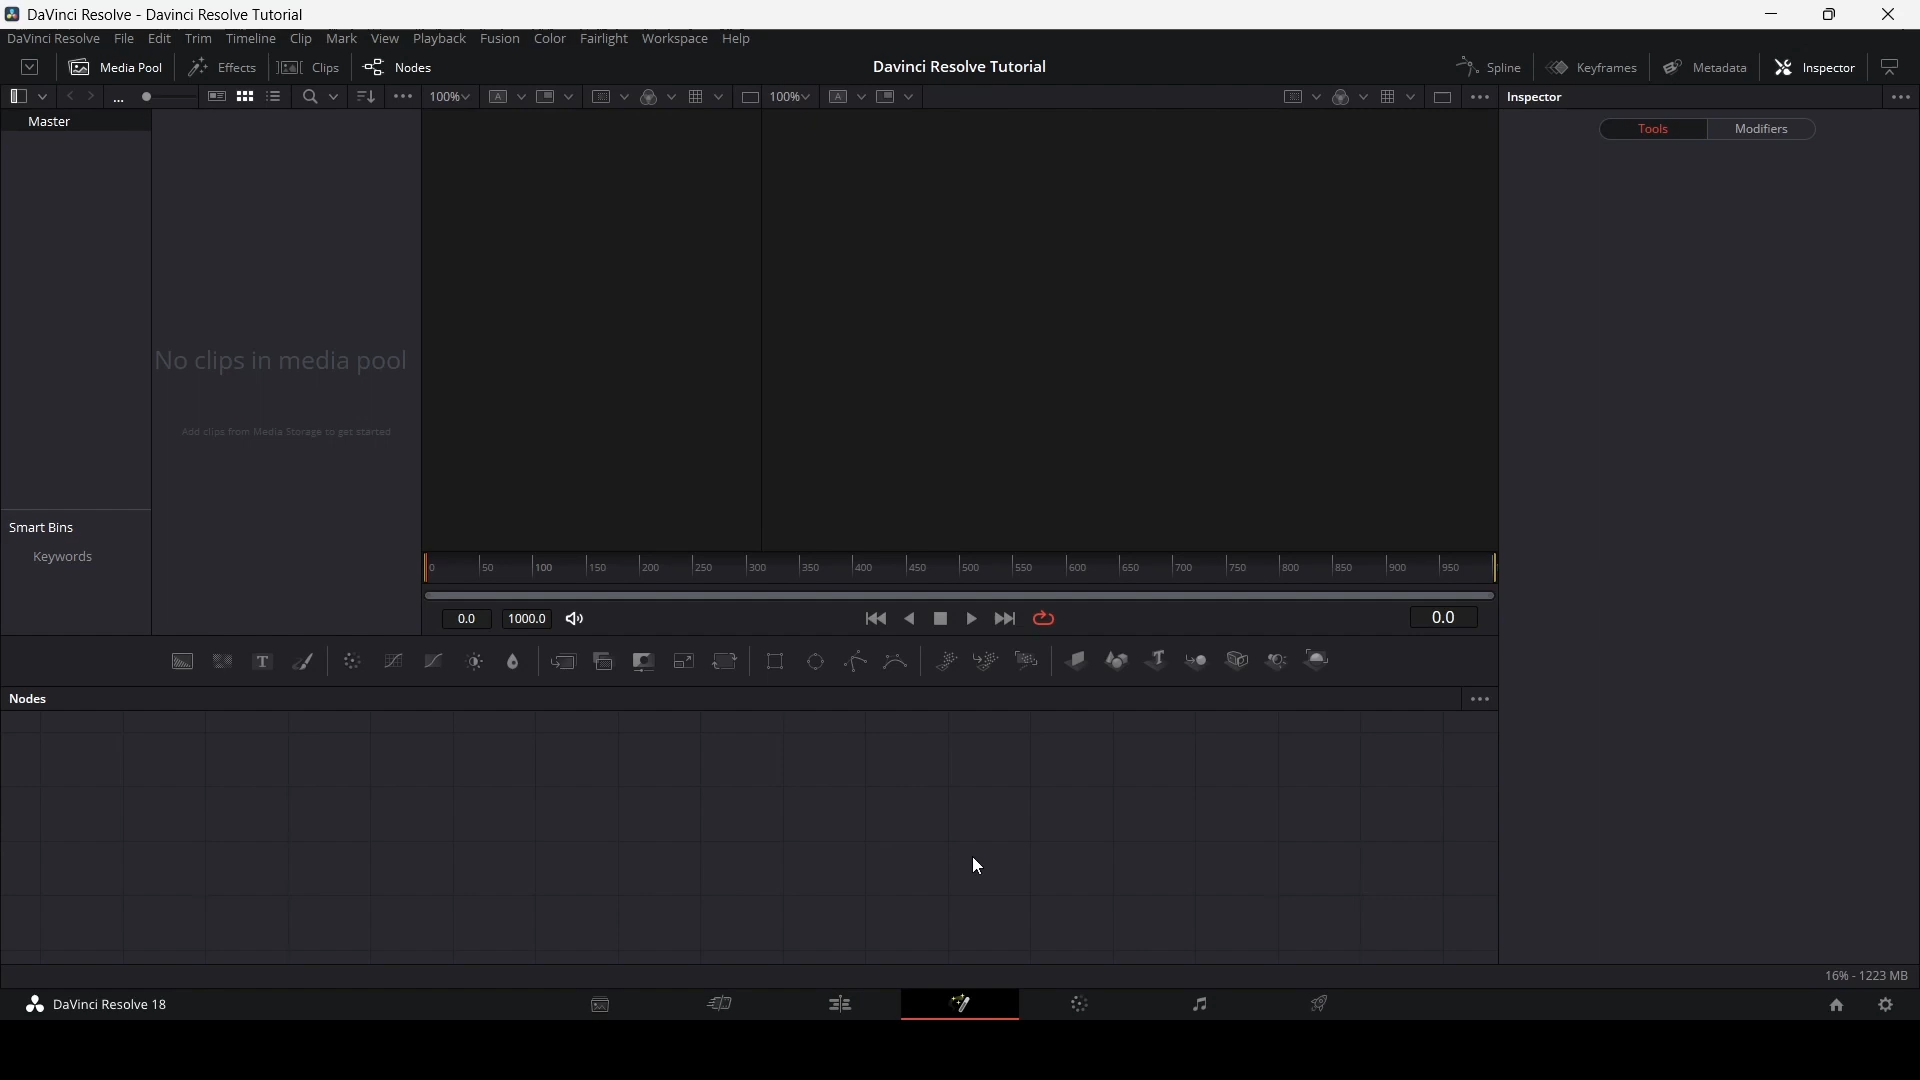 DaVinci Resolve - Davinci Resolve Tutorial
DaVinci Resolve File Edit Trim Timeline Clip Mark View Playback Fusion Color Fairlight Workspace Help
Media Pool Effects Clips Nodes Davinci Resolve Tutorial Spline Keyframes Metadata Inspector
... 100% A 100% A Inspector
Master
Tools Modifiers
No clips in media pool
Add clips from Media Storage to get started
Smart Bins
Keywords
0 50 100 150 200 250 300 350 400 450 500 550 600 650 700 750 800 850 900 950
0.0 1000.0 0.0
T T
Nodes
16% - 1223 MB
DaVinci Resolve 18